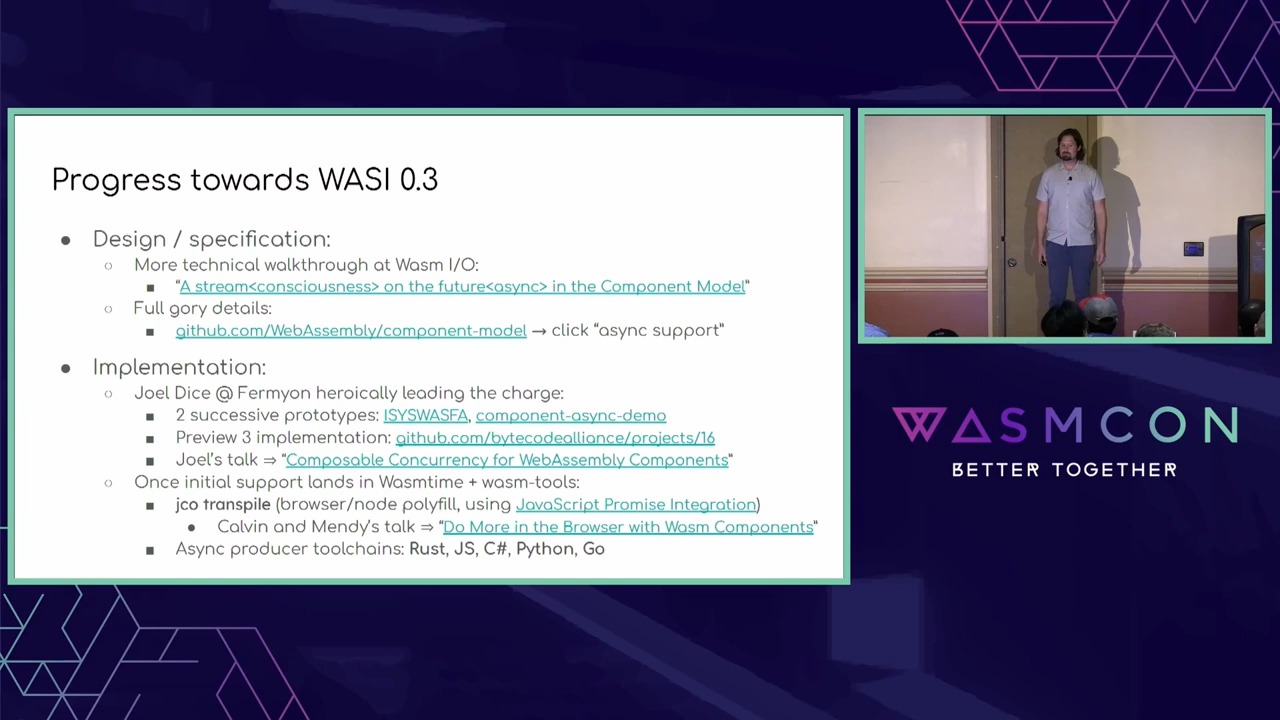 Progress towards WASI 0.3
● Design / specification:
○ More technical walkthrough at Wasm I/O:
■ “A stream<consciousness> on the future<async> in the Component Model”
○ Full gory details:
■ github.com/WebAssembly/component-model → click “async support”
● Implementation:
○ Joel Dice @ Fermyon heroically leading the charge:
■ 2 successive prototypes: ISYSWASFA, component-async-demo
■ Preview 3 implementation: github.com/bytecodealliance/projects/16
■ Joel’s talk ⇒ “Composable Concurrency for WebAssembly Components”
○ Once initial support lands in Wasmtime + wasm-tools:
■ jco transpile (browser/node polyfill, using JavaScript Promise Integration)
● Calvin and Mendy’s talk ⇒ “Do More in the Browser with Wasm Components”
■ Async producer toolchains: Rust, JS, C#, Python, Go
WASMCON
BETTER TOGETHER